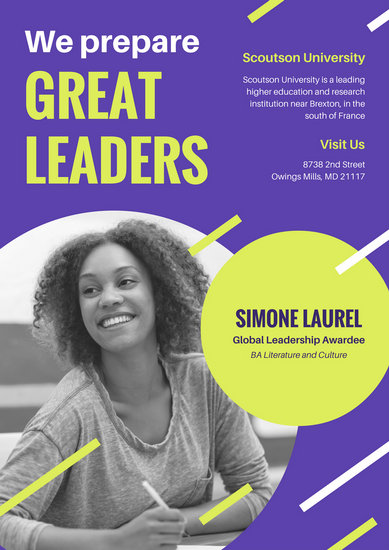 We prepare
GREAT
LEADERS
Scoutson University
Scoutson University is a leading
higher education and research
institution near Brexton, in the
south of France
Visit Us
8738 2nd Street
Owings Mills, MD 21117
SIMONE LAUREL
Global Leadership Awardee
BA Literature and Culture